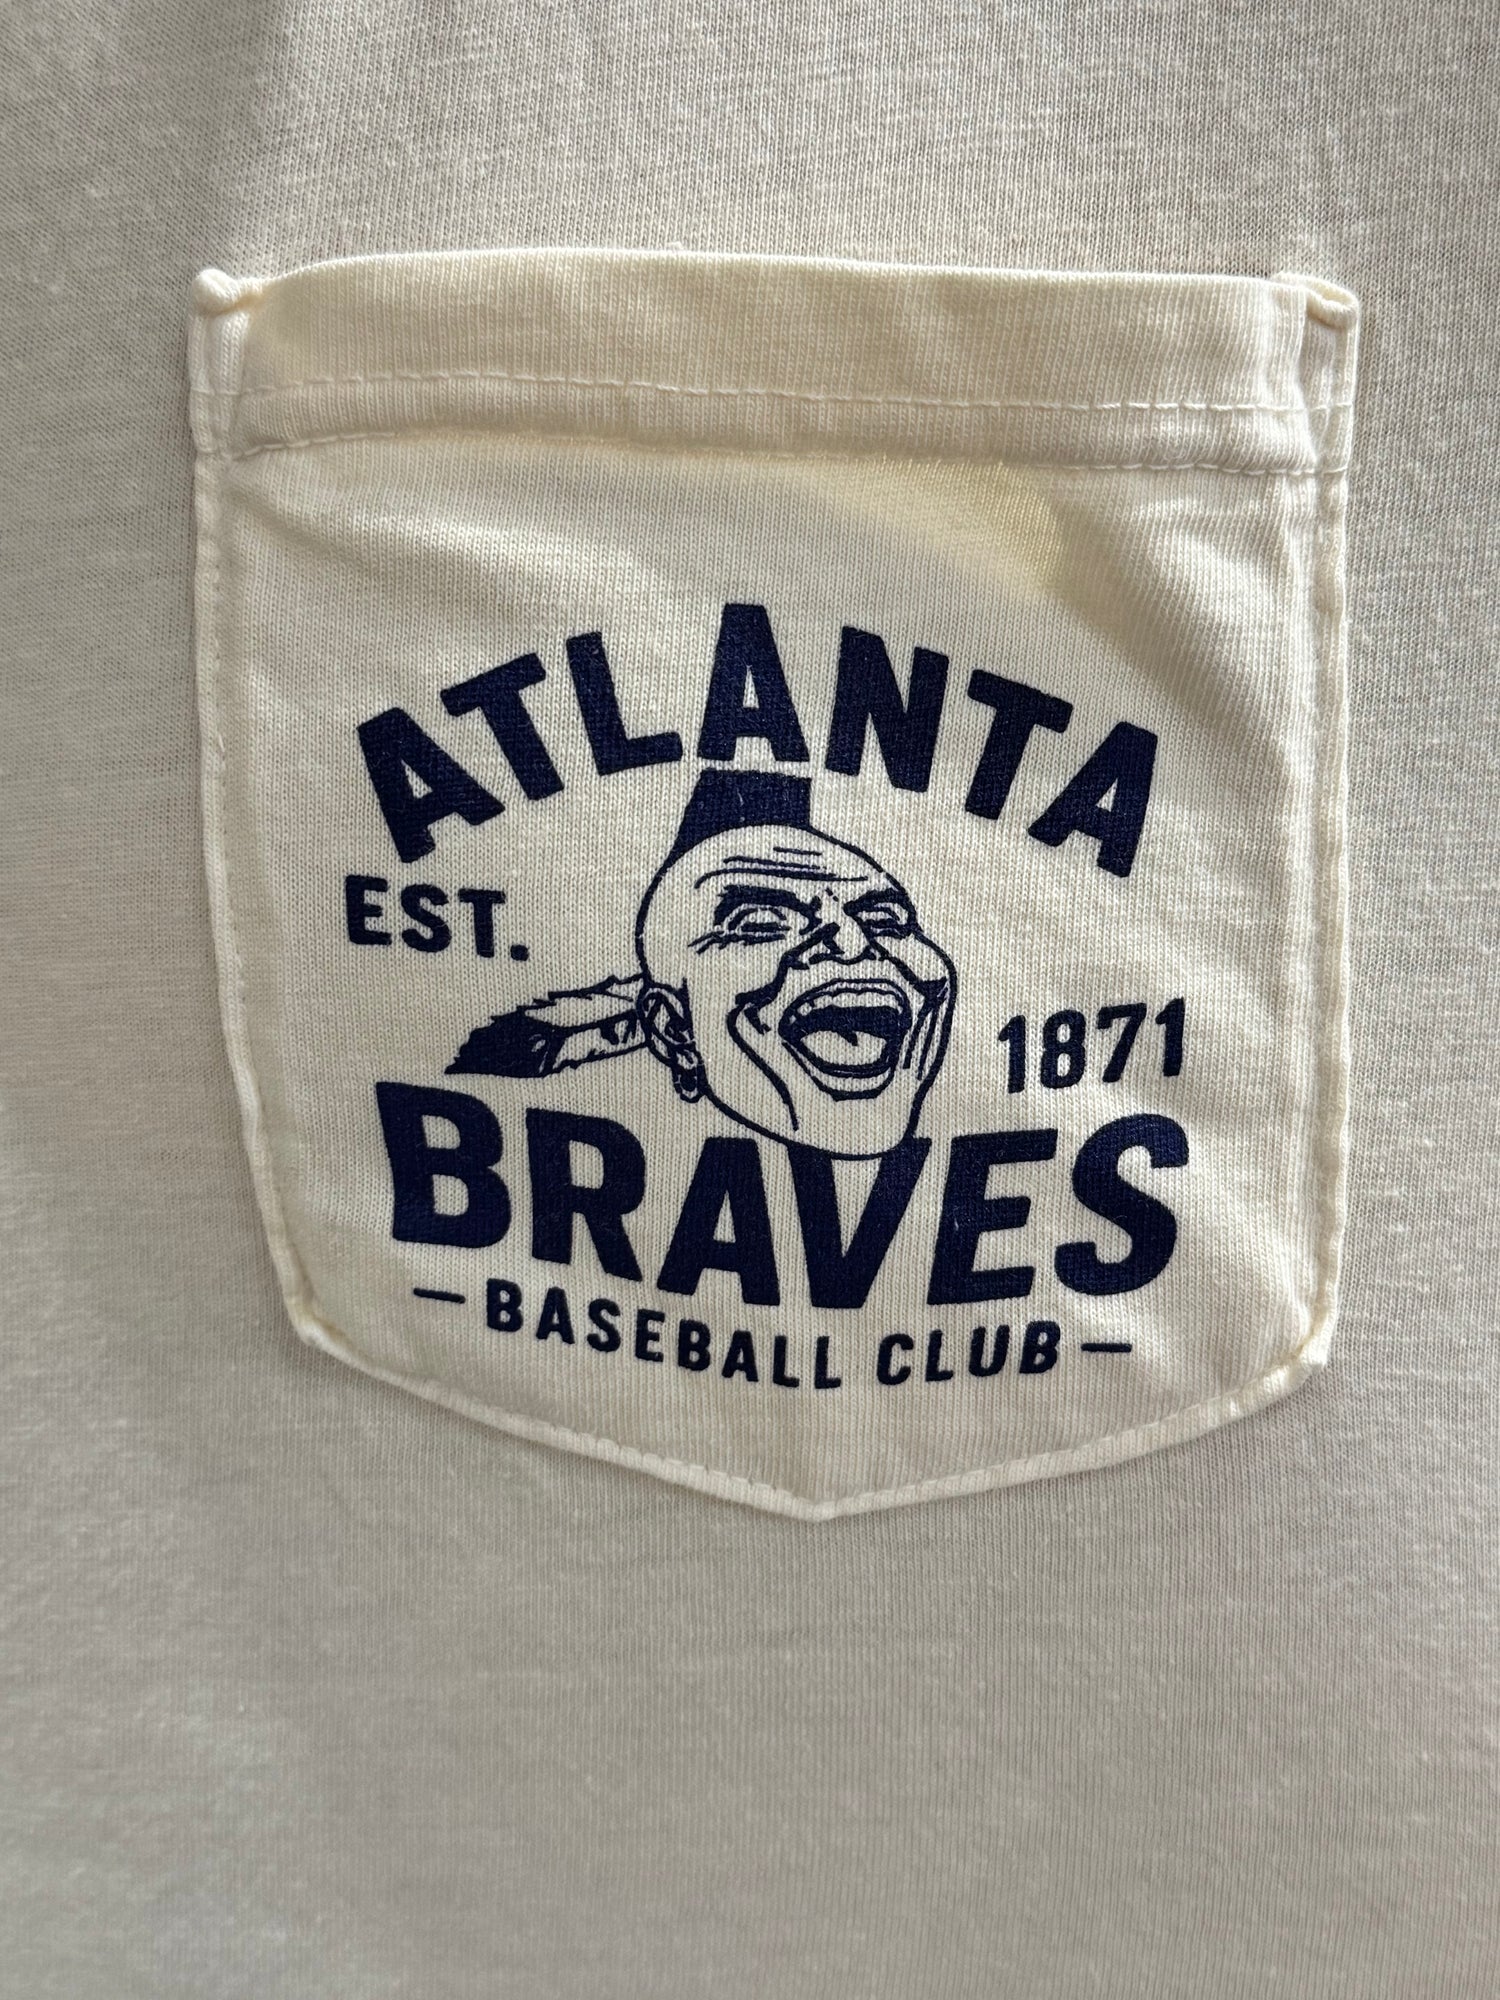 ATLANTA
EST. 1871
BRAVES
- BASEBALL CLUB -